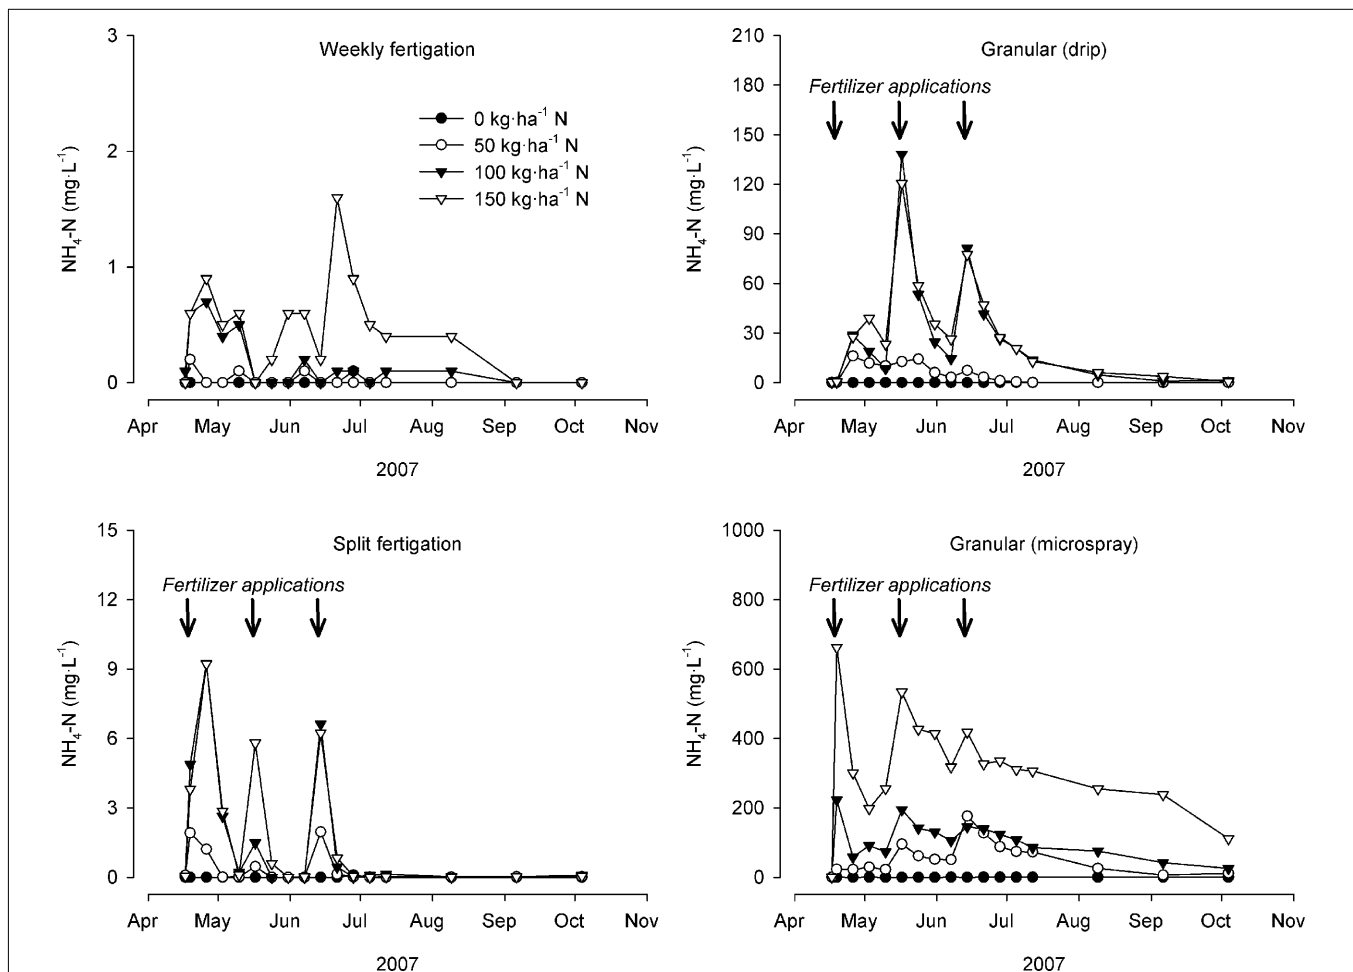 Weekly fertigation
3
2
1
0
NH₄-N (mg·L⁻¹)
0 kg·ha⁻¹ N
50 kg·ha⁻¹ N
100 kg·ha⁻¹ N
150 kg·ha⁻¹ N
Apr May Jun Jul Aug Sep Oct Nov
2007
Granular (drip)
Fertilizer applications
210
180
150
120
90
60
30
0
NH₄-N (mg·L⁻¹)
Apr May Jun Jul Aug Sep Oct Nov
2007
Split fertigation
Fertilizer applications
15
12
9
6
3
0
NH₄-N (mg·L⁻¹)
Apr May Jun Jul Aug Sep Oct Nov
2007
Granular (microspray)
Fertilizer applications
1000
800
600
400
200
0
NH₄-N (mg·L⁻¹)
Apr May Jun Jul Aug Sep Oct Nov
2007